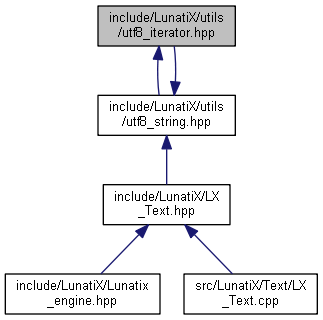 include/LunatiX/utils
/utf8_iterator.hpp
include/LunatiX/utils
/utf8_string.hpp
include/LunatiX/LX
_Text.hpp
include/LunatiX/Lunatix
_engine.hpp
src/LunatiX/Text/LX
_Text.cpp